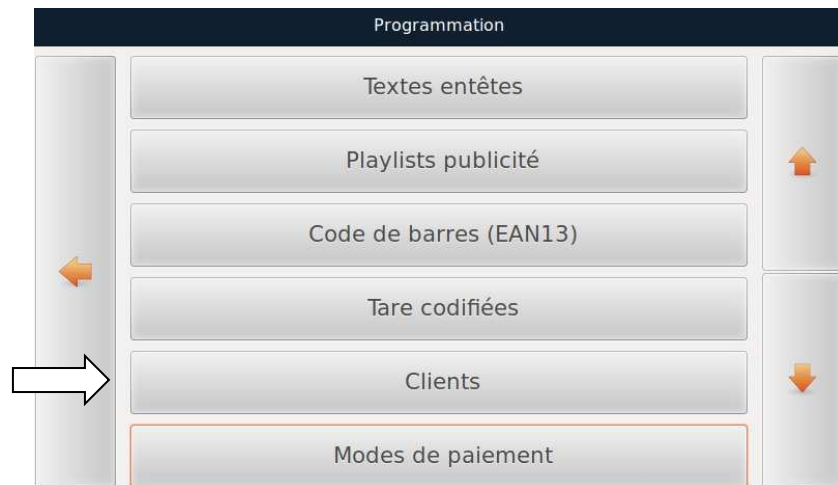 Programmation
Textes entêtes
Playlists publicité
Code de barres (EAN13)
Tare codifiées
Clients
Modes de paiement